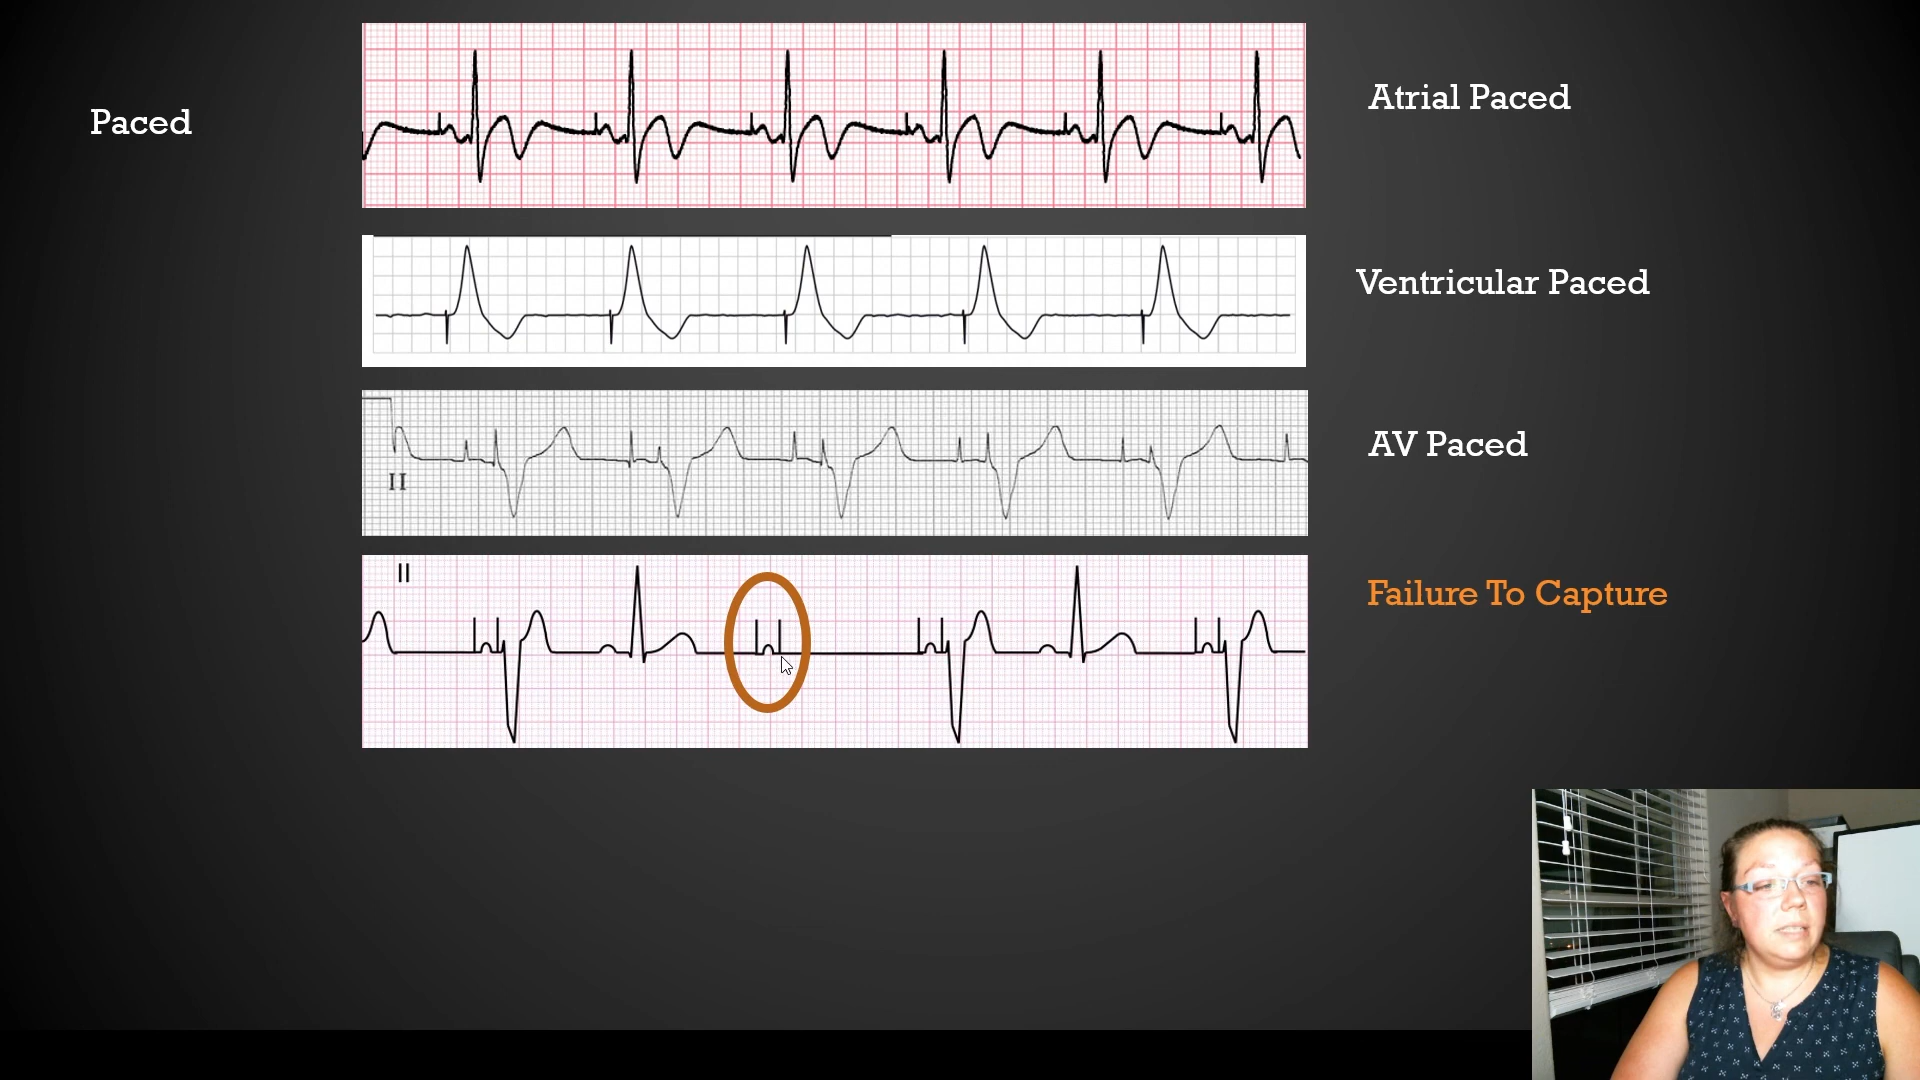 Paced
Atrial Paced
Ventricular Paced
II
AV Paced
II
Failure To Capture